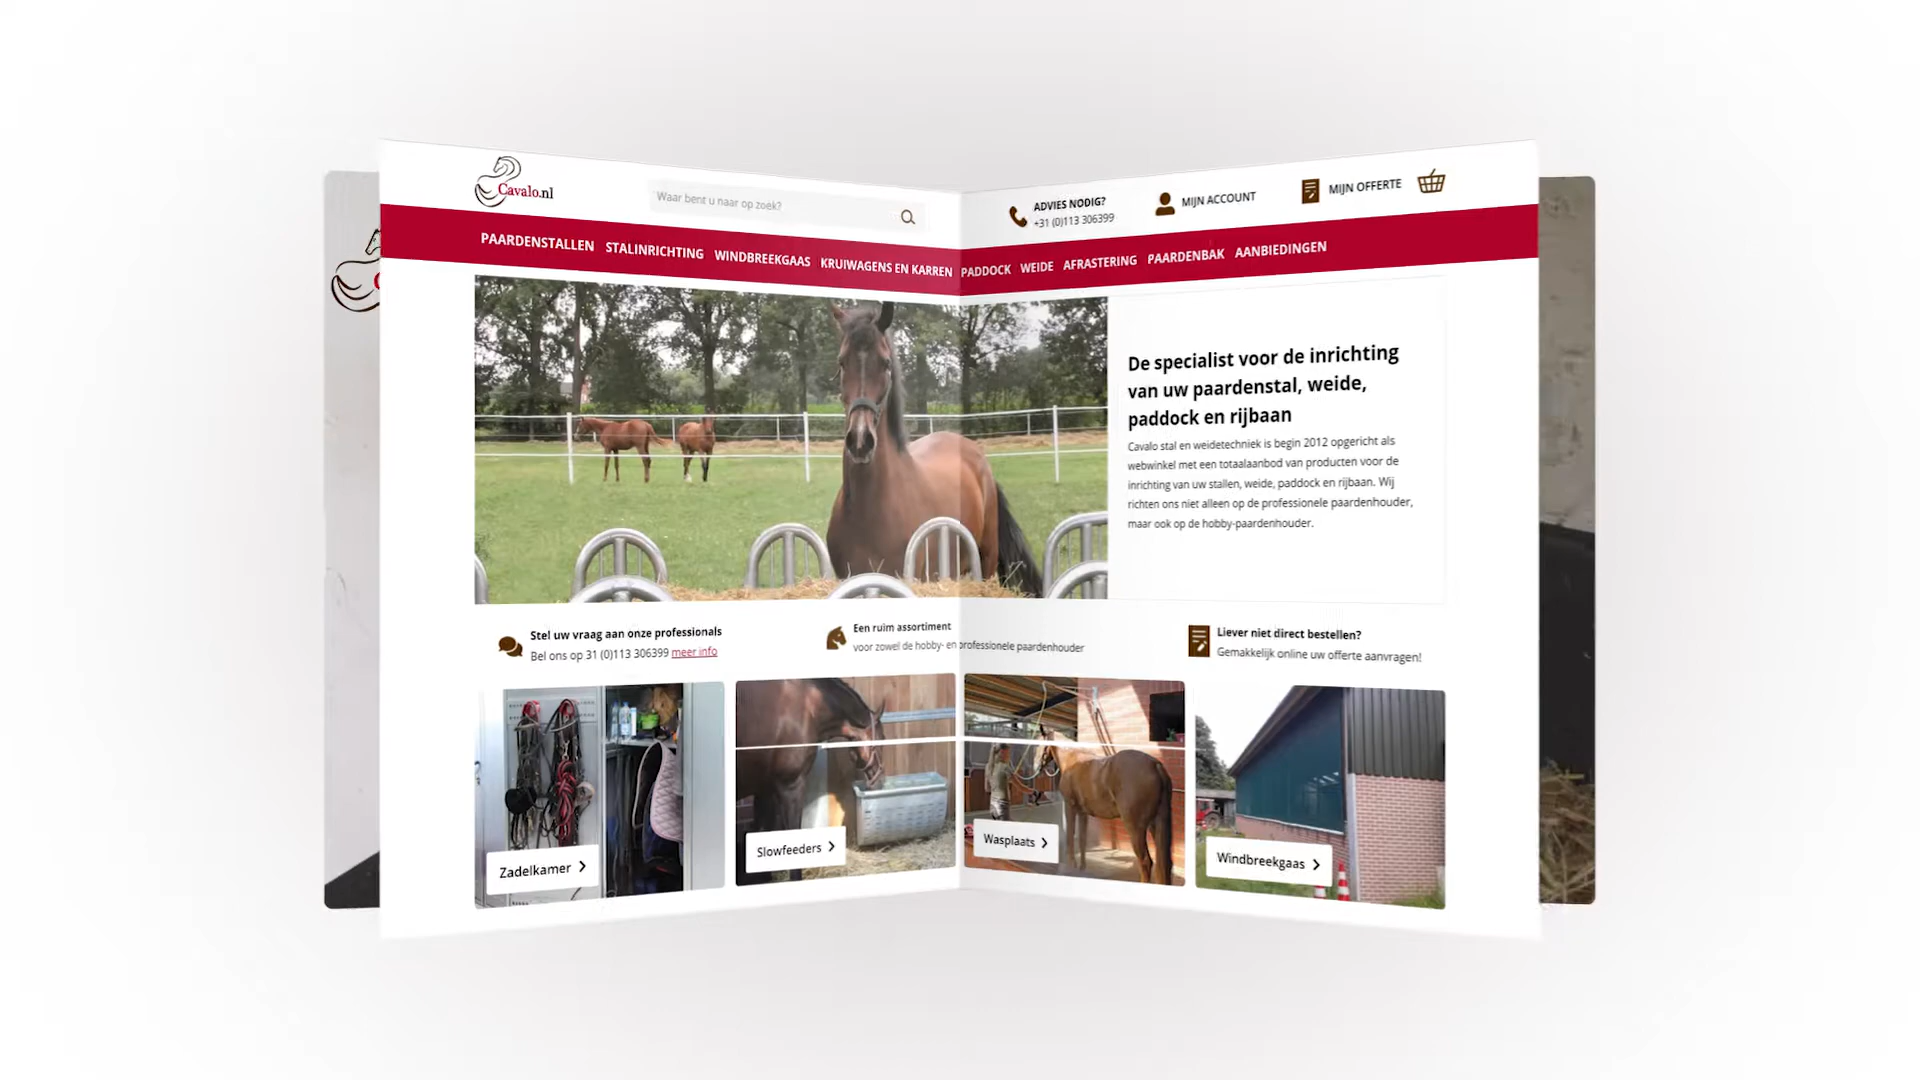 Cavalo.nl
Waar bent u naar op zoek?
ADVIES NODIG?
+31 (0)113 306399
MIJN ACCOUNT
MIJN OFFERTE
PAARDENSTALLEN STALINRICHTING WINDBREEKGAAS KRUIWAGENS EN KARREN PADDOCK WEIDE AFRASTERING PAARDENBAK AANBIEDINGEN
De specialist voor de inrichting
van uw paardenstal, weide,
paddock en rijbaan
Cavalo stal en weidetechniek is begin 2012 opgericht als
webwinkel met een totaalaanbod van producten voor de
inrichting van uw stallen, weide, paddock en rijbaan. Wij
richten ons niet alleen op de professionele paardenhouder,
maar ook op de hobby-paardenhouder.
Stel uw vraag aan onze professionals
Bel ons op 31 (0)113 306399 meer info
Een ruim assortiment
voor zowel de hobby- en professionele paardenhouder
Liever niet direct bestellen?
Gemakkelijk online uw offerte aanvragen!
Zadelkamer
Slowfeeders
Wasplaats
Windbreekgaas